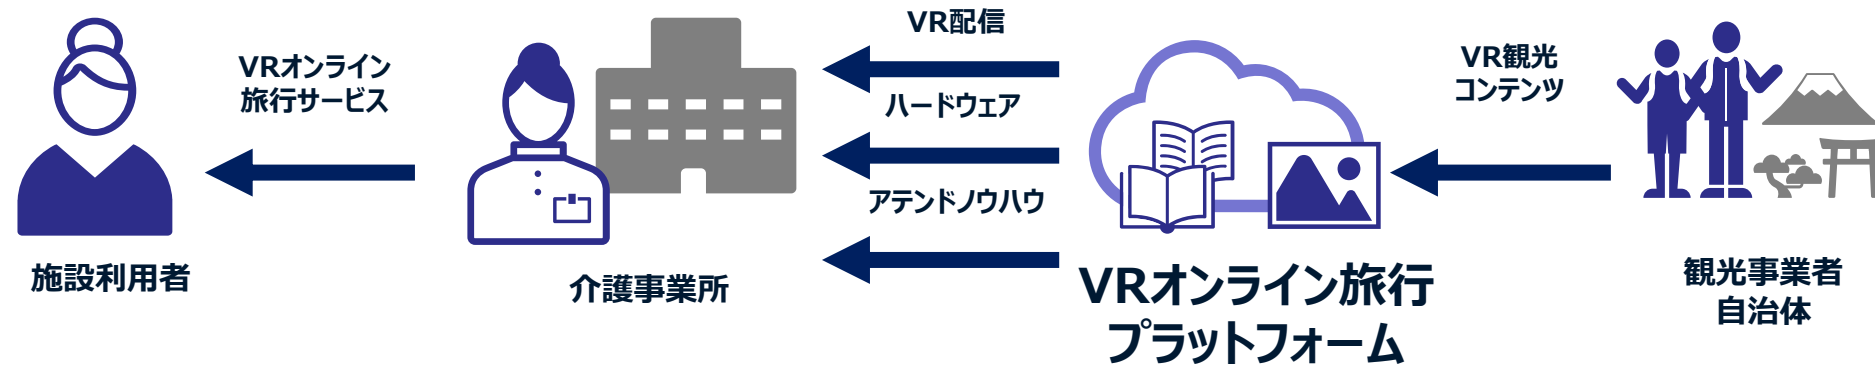 施設利用者
VRオンライン
旅行サービス
介護事業所
VR配信
ハードウェア
アテンドノウハウ
VRオンライン旅行
プラットフォーム
VR観光
コンテンツ
観光事業者
自治体